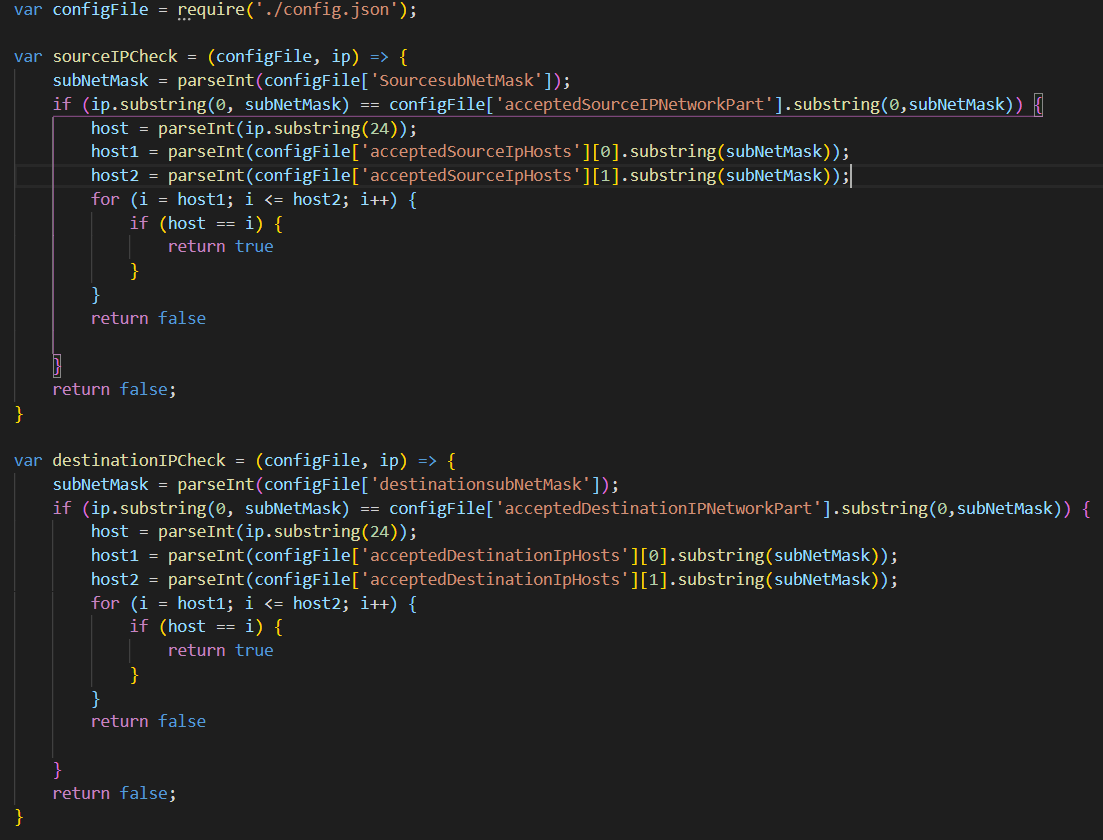 var configFile = require('./config.json');
var sourceIPCheck = (configFile, ip) => {
subNetMask = parseInt(configFile['SourcesubNetMask']);
if (ip.substring(0, subNetMask) == configFile['acceptedSourceIPNetworkPart'].substring(0,subNetMask)) {
host = parseInt(ip.substring(24));
host1 = parseInt(configFile['acceptedSourceIpHosts'][0].substring(subNetMask));
host2 = parseInt(configFile['acceptedSourceIpHosts'][1].substring(subNetMask));
for (i = host1; i <= host2; i++) {
if (host == i) {
return true
}
}
return false
}
return false;
}
var destinationIPCheck = (configFile, ip) => {
subNetMask = parseInt(configFile['destinationsubNetMask']);
if (ip.substring(0, subNetMask) == configFile['acceptedDestinationIPNetworkPart'].substring(0,subNetMask)) {
host = parseInt(ip.substring(24));
host1 = parseInt(configFile['acceptedDestinationIpHosts'][0].substring(subNetMask));
host2 = parseInt(configFile['acceptedDestinationIpHosts'][1].substring(subNetMask));
for (i = host1; i <= host2; i++) {
if (host == i) {
return true
}
}
return false
}
return false;
}